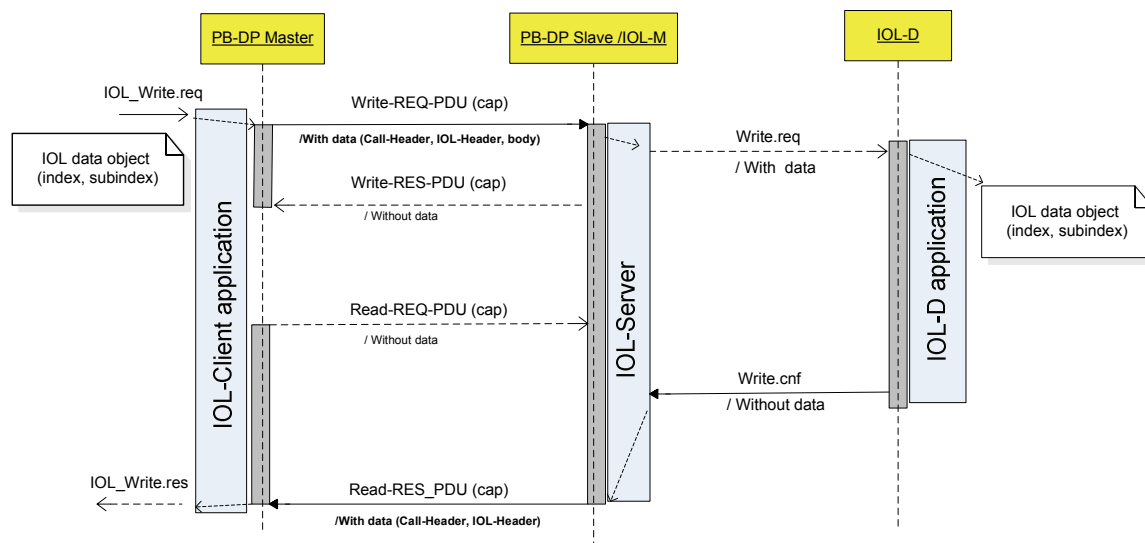 PB-DP Master
PB-DP Slave /IOL-M
IOL-D
IOL_Write.req
Write-REQ-PDU (cap)
/With data (Call-Header, IOL-Header, body)
IOL data object
(index, subindex)
Write.req
/ With data
Write-RES-PDU (cap)
/ Without data
IOL data object
(index, subindex)
IOL-Client application
IOL-Server
IOL-D application
Read-REQ-PDU (cap)
/ Without data
Write.cnf
/ Without data
IOL_Write.res
Read-RES_PDU (cap)
/With data (Call-Header, IOL-Header)